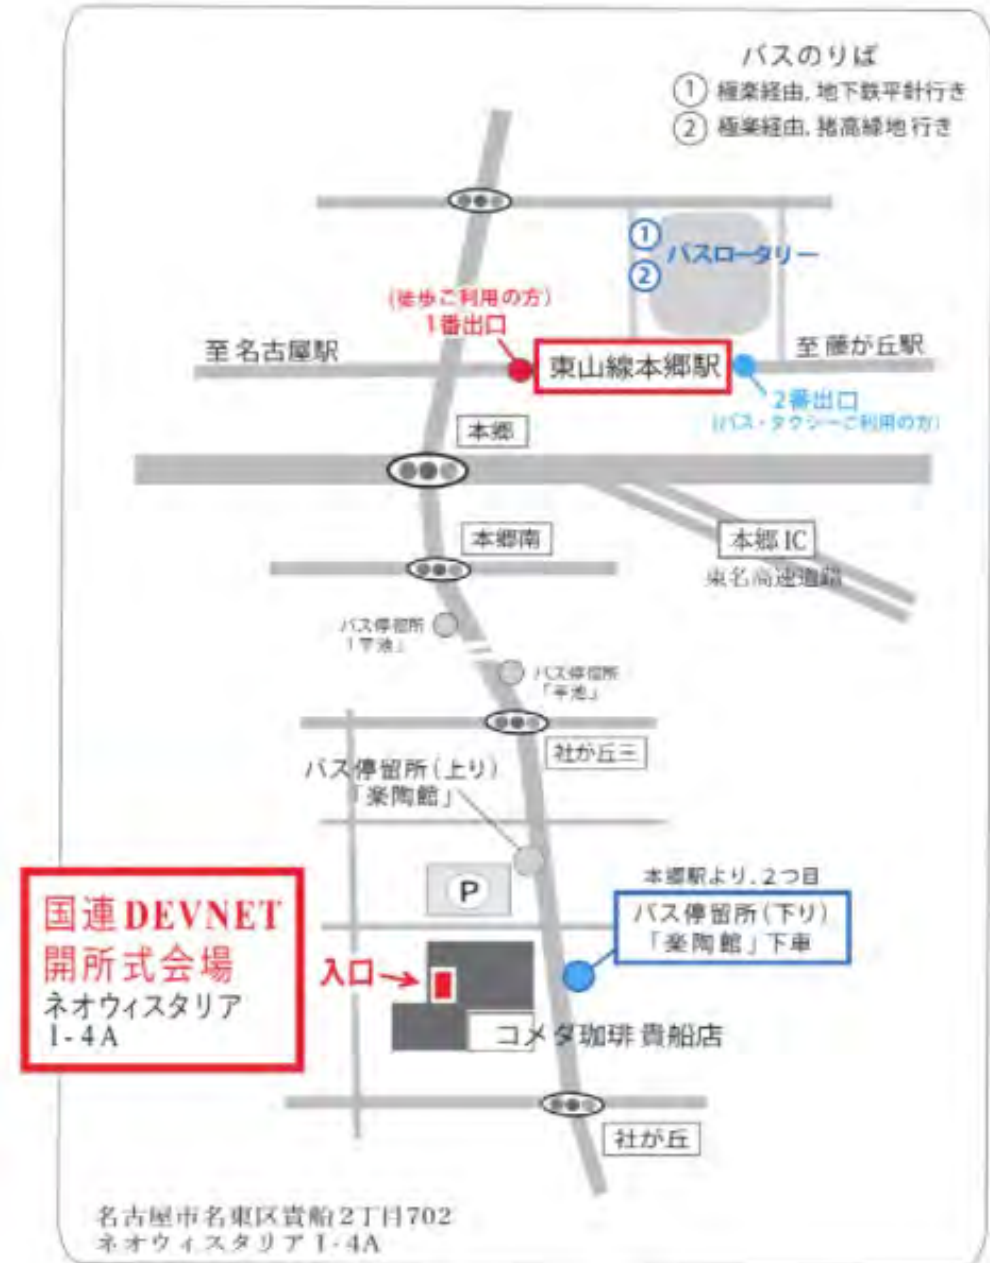 バスのりば
① 極楽経由, 地下鉄平針行き
② 極楽経由, 猪高緑地行き
①
②
バスロータリー
(徒歩ご利用の方)
1番出口
至 名古屋駅
東山線本郷駅
至 藤が丘駅
2番出口
(バス・タクシーご利用の方)
本郷
本郷 IC
東名高速道路
本郷南
バス停留所
「平池」
バス停留所
「平池」
社が丘三
バス停留所(上り)
「楽陶館」
P
本郷駅より, 2つ目
バス停留所(下り)
「楽陶館」下車
国連 DEVNET
開所式会場
ネオウィスタリア
I-4A
入口
コメダ珈琲 貴船店
社が丘
名古屋市名東区貴船2丁目702
ネオウィスタリア I-4A